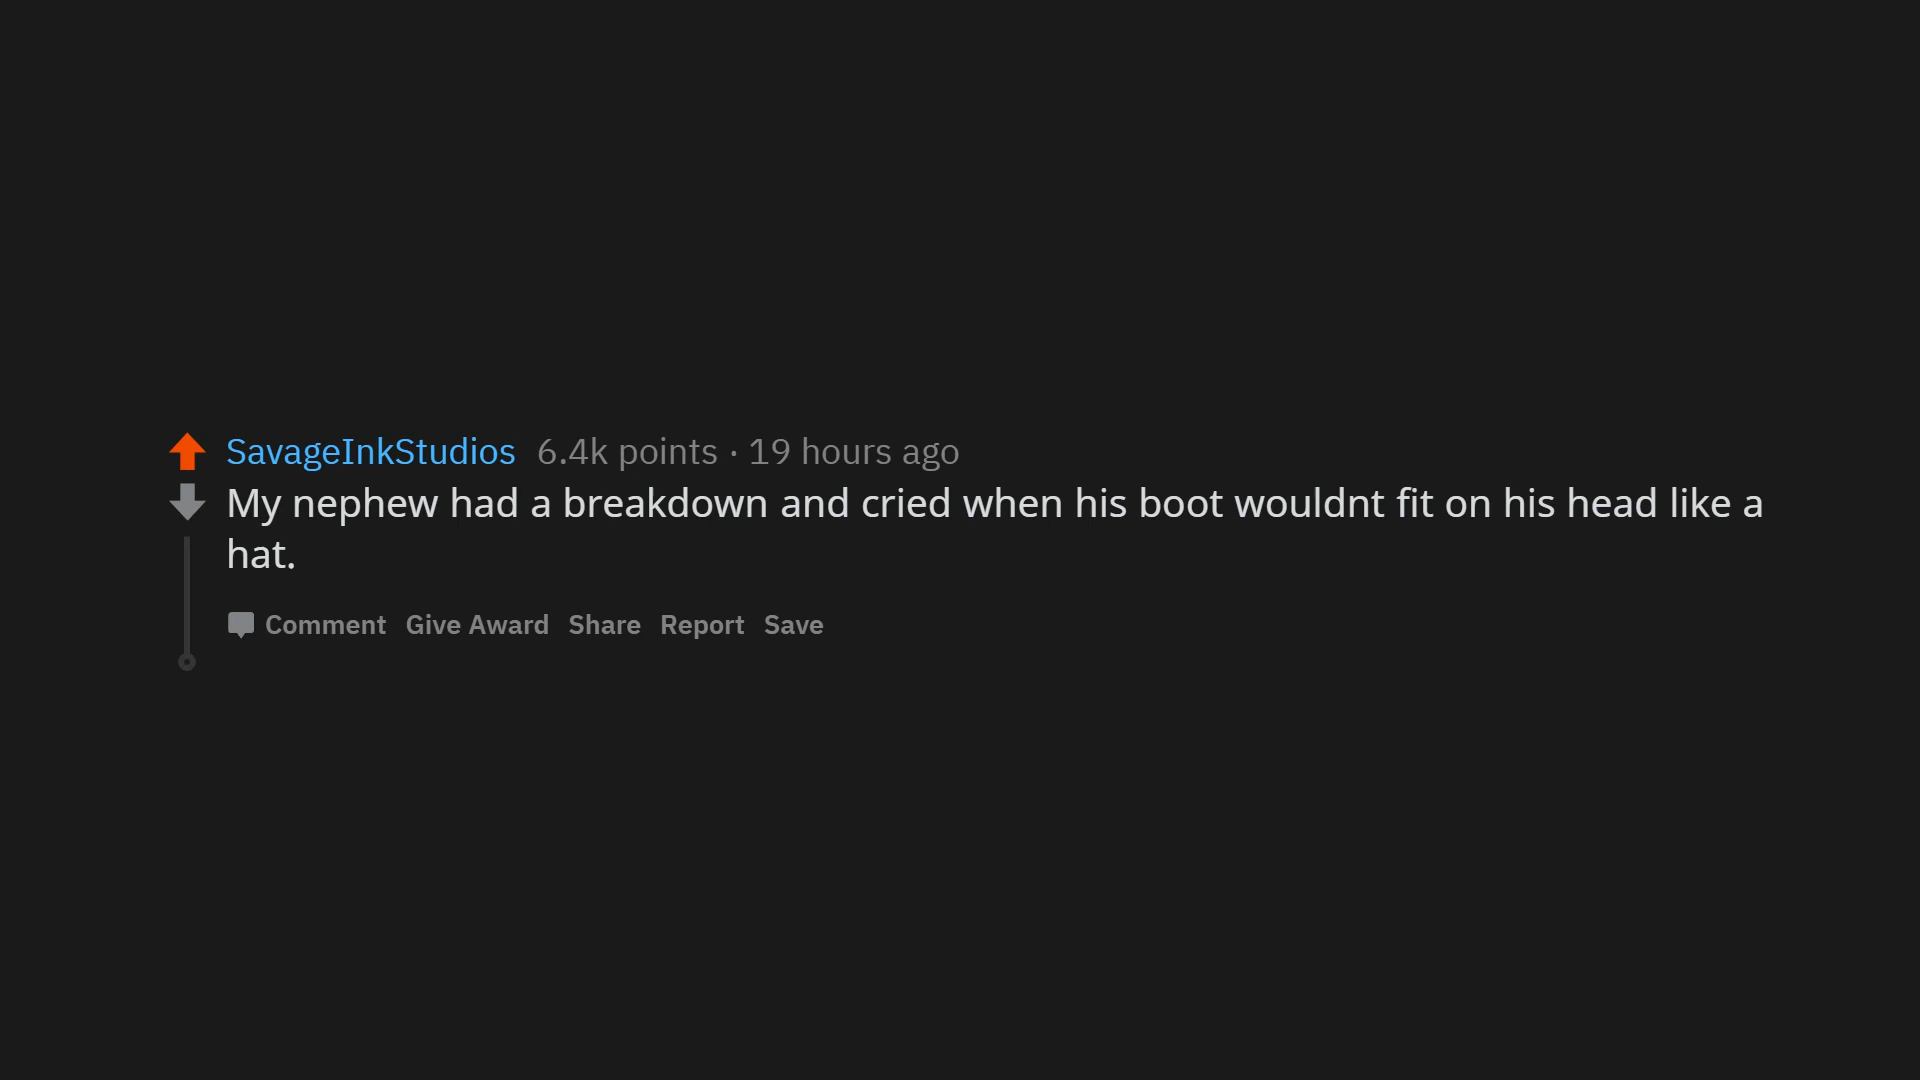 SavageInkStudios 6.4k points · 19 hours ago
My nephew had a breakdown and cried when his boot wouldnt fit on his head like a
hat.
Comment Give Award Share Report Save